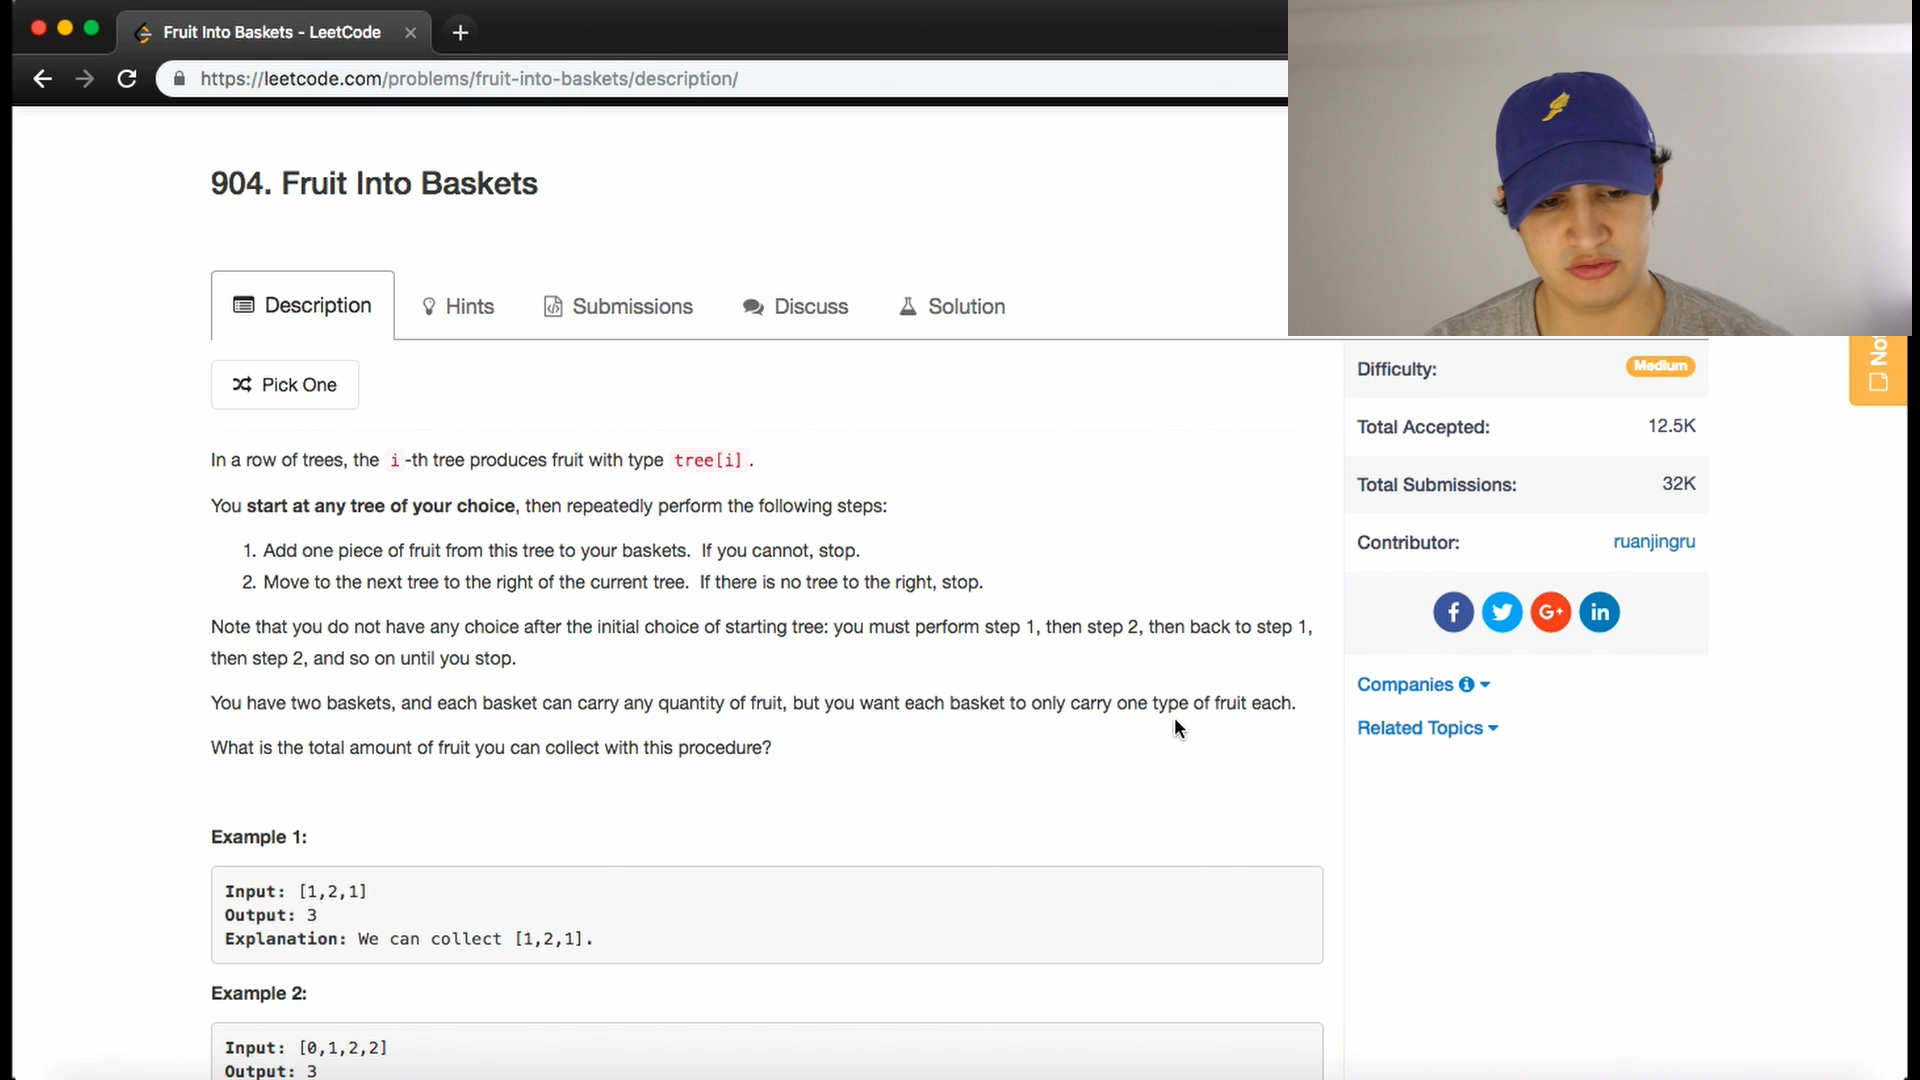 Fruit Into Baskets - LeetCode
https://leetcode.com/problems/fruit-into-baskets/description/
904. Fruit Into Baskets
Description
Hints
Submissions
Discuss
Solution
Pick One
In a row of trees, the i -th tree produces fruit with type tree[i] .
You start at any tree of your choice, then repeatedly perform the following steps:
1. Add one piece of fruit from this tree to your baskets. If you cannot, stop.
2. Move to the next tree to the right of the current tree. If there is no tree to the right, stop.
Note that you do not have any choice after the initial choice of starting tree: you must perform step 1, then step 2, then back to step 1,
then step 2, and so on until you stop.
You have two baskets, and each basket can carry any quantity of fruit, but you want each basket to only carry one type of fruit each.
What is the total amount of fruit you can collect with this procedure?
Example 1:
Input: [1,2,1]
Output: 3
Explanation: We can collect [1,2,1].
Example 2:
Input: [0,1,2,2]
Output: 3
Difficulty: Medium
Total Accepted: 12.5K
Total Submissions: 32K
Contributor: ruanjingru
f
G+
in
Companies
Related Topics